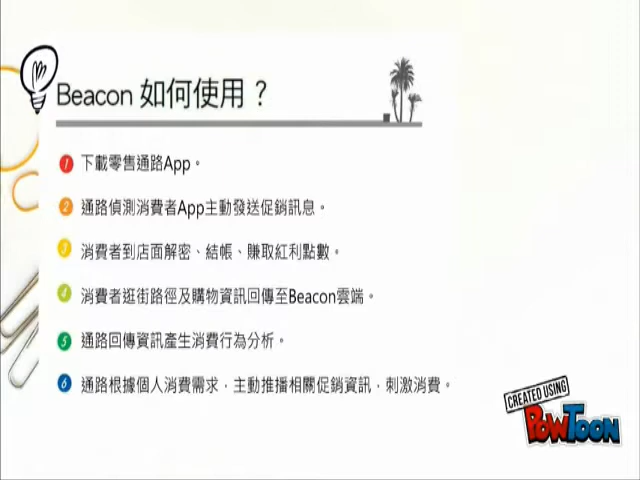 Beacon 如何使用？
1 下載零售通路App。
2 通路偵測消費者App主動發送促銷訊息。
3 消費者到店面解密、結帳、賺取紅利點數。
4 消費者逛街路徑及購物資訊回傳至Beacon雲端。
5 通路回傳資訊產生消費行為分析。
6 通路根據個人消費需求，主動推播相關促銷資訊，刺激消費。
CREATED USING
POWTOON